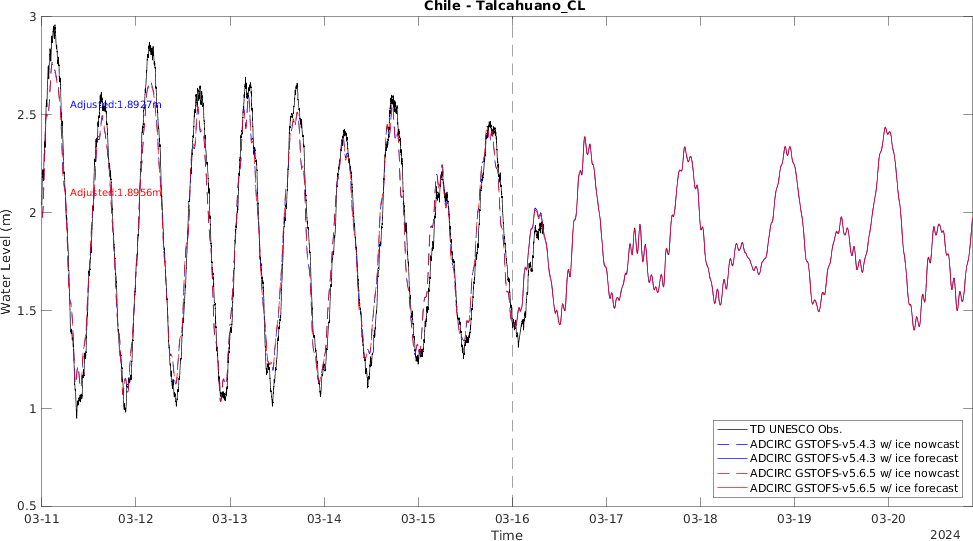 Chile - Talcahuano_CL
3
2.5
2
1.5
1
0.5
Water Level (m)
Adjusted:1.8927m
Adjusted:1.8956m
TD UNESCO Obs.
ADCIRC GSTOFS-v5.4.3 w/ ice nowcast
ADCIRC GSTOFS-v5.4.3 w/ ice forecast
ADCIRC GSTOFS-v5.6.5 w/ ice nowcast
ADCIRC GSTOFS-v5.6.5 w/ ice forecast
03-11 03-12 03-13 03-14 03-15 03-16 03-17 03-18 03-19 03-20
Time
2024